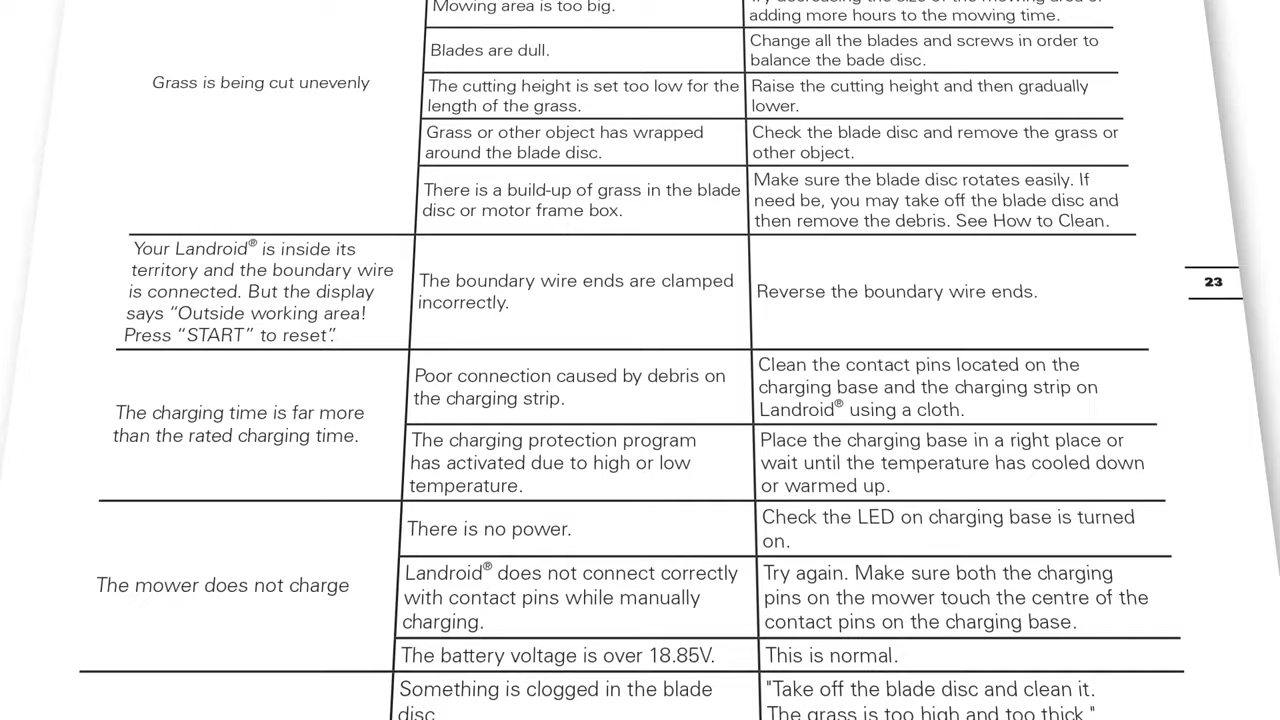 Mowing area is too big.
adding more hours to the mowing time.
Grass is being cut unevenly
Blades are dull.
Change all the blades and screws in order to
balance the bade disc.
The cutting height is set too low for the
length of the grass.
Raise the cutting height and then gradually
lower.
Grass or other object has wrapped
around the blade disc.
Check the blade disc and remove the grass or
other object.
There is a build-up of grass in the blade
disc or motor frame box.
Make sure the blade disc rotates easily. If
need be, you may take off the blade disc and
then remove the debris. See How to Clean.
Your Landroid® is inside its
territory and the boundary wire
is connected. But the display
says “Outside working area!
Press “START” to reset”.
The boundary wire ends are clamped
incorrectly.
Reverse the boundary wire ends.
23
The charging time is far more
than the rated charging time.
Poor connection caused by debris on
the charging strip.
Clean the contact pins located on the
charging base and the charging strip on
Landroid® using a cloth.
The charging protection program
has activated due to high or low
temperature.
Place the charging base in a right place or
wait until the temperature has cooled down
or warmed up.
The mower does not charge
There is no power.
Check the LED on charging base is turned
on.
Landroid® does not connect correctly
with contact pins while manually
charging.
Try again. Make sure both the charging
pins on the mower touch the centre of the
contact pins on the charging base.
The battery voltage is over 18.85V.
This is normal.
Something is clogged in the blade
disc
"Take off the blade disc and clean it.
The grass is too high and too thick."